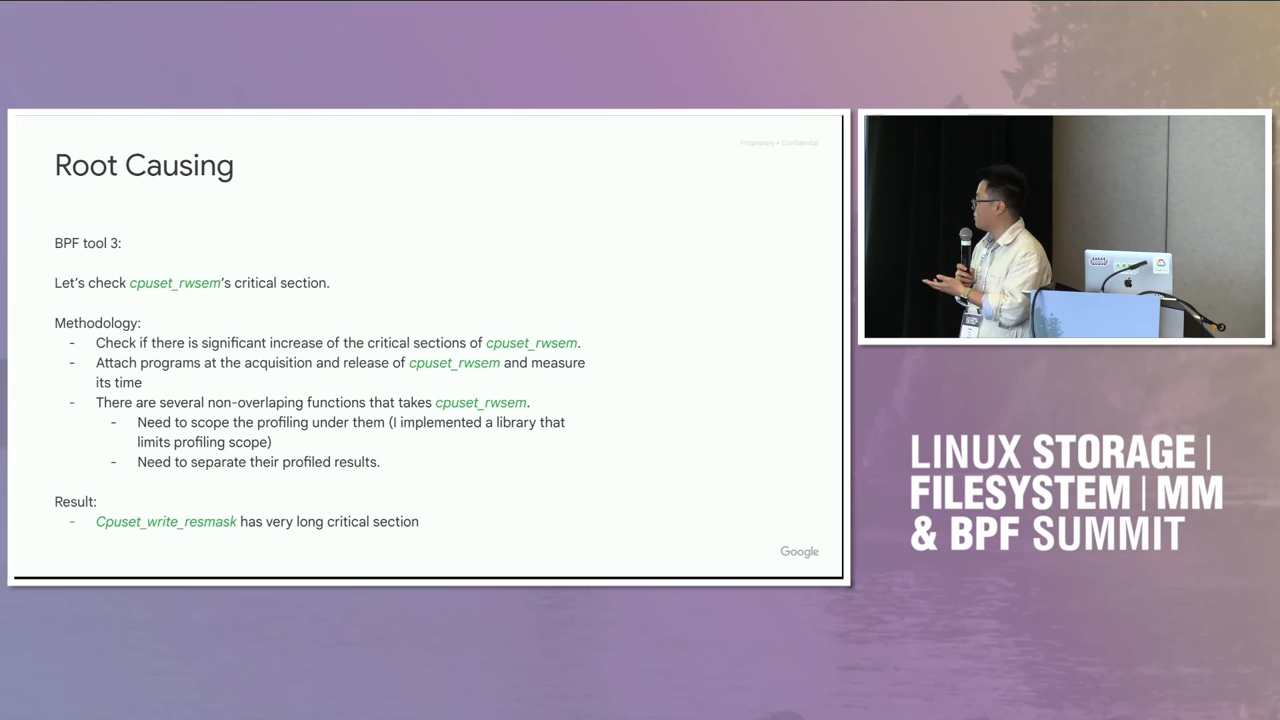 Proprietary + Confidential
Root Causing
BPF tool 3:
Let's check cpuset_rwsem's critical section.
Methodology:
- Check if there is significant increase of the critical sections of cpuset_rwsem.
- Attach programs at the acquisition and release of cpuset_rwsem and measure
its time
- There are several non-overlaping functions that takes cpuset_rwsem.
- Need to scope the profiling under them (I implemented a library that
limits profiling scope)
- Need to separate their profiled results.
Result:
- Cpuset_write_resmask has very long critical section
Google
LINUX STORAGE |
FILESYSTEM | MM
& BPF SUMMIT